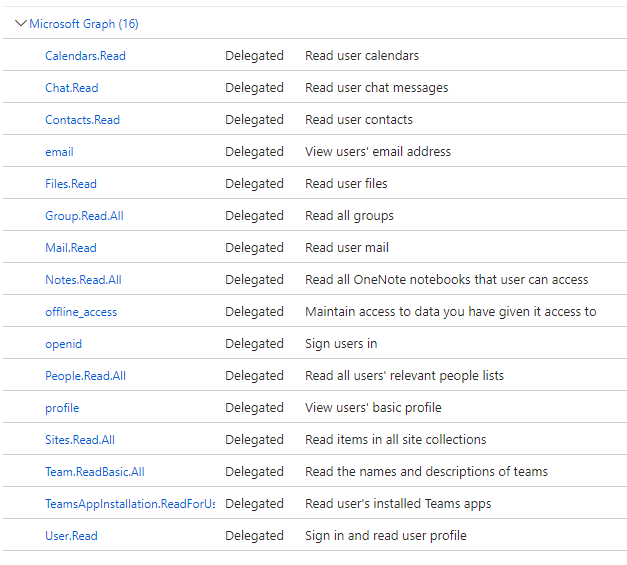 Microsoft Graph (16)
Calendars.Read Delegated Read user calendars
Chat.Read Delegated Read user chat messages
Contacts.Read Delegated Read user contacts
email Delegated View users' email address
Files.Read Delegated Read user files
Group.Read.All Delegated Read all groups
Mail.Read Delegated Read user mail
Notes.Read.All Delegated Read all OneNote notebooks that user can access
offline_access Delegated Maintain access to data you have given it access to
openid Delegated Sign users in
People.Read.All Delegated Read all users' relevant people lists
profile Delegated View users' basic profile
Sites.Read.All Delegated Read items in all site collections
Team.ReadBasic.All Delegated Read the names and descriptions of teams
TeamsAppInstallation.ReadForUs Delegated Read user's installed Teams apps
User.Read Delegated Sign in and read user profile